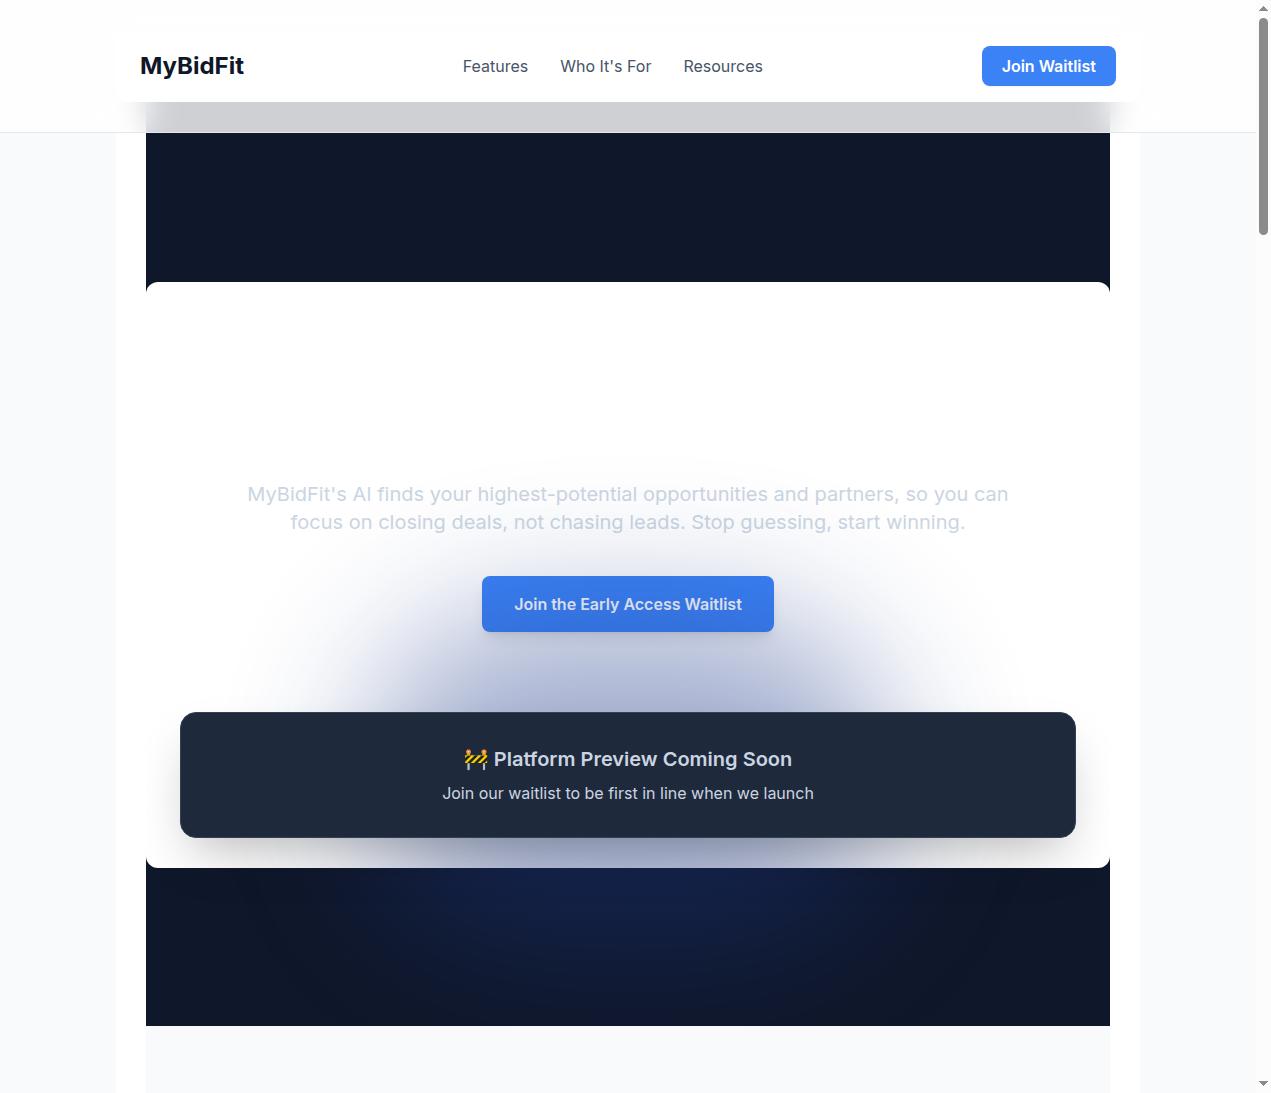 MyBidFit
Features
Who It's For
Resources
Join Waitlist
MyBidFit's AI finds your highest-potential opportunities and partners, so you can
focus on closing deals, not chasing leads. Stop guessing, start winning.
Join the Early Access Waitlist
🚧 Platform Preview Coming Soon
Join our waitlist to be first in line when we launch